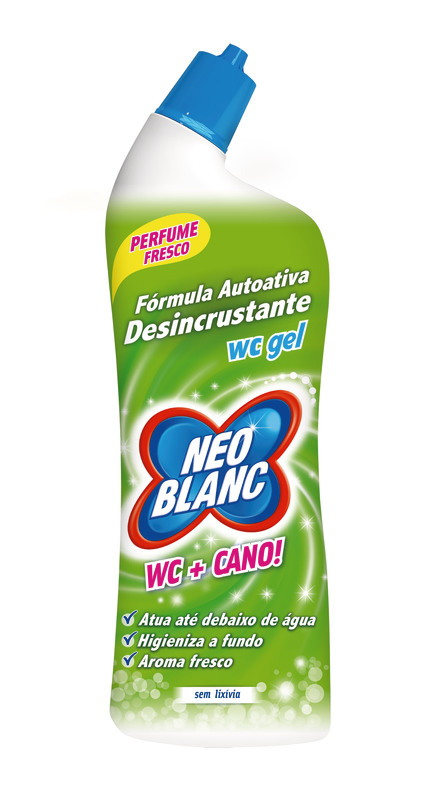 PERFUME
FRESCO
Fórmula Autoativa
Desincrustante
wc gel
NEO
BLANC
WC + CANO!
Atua até debaixo de água
Higieniza a fundo
Aroma fresco
sem lixívia